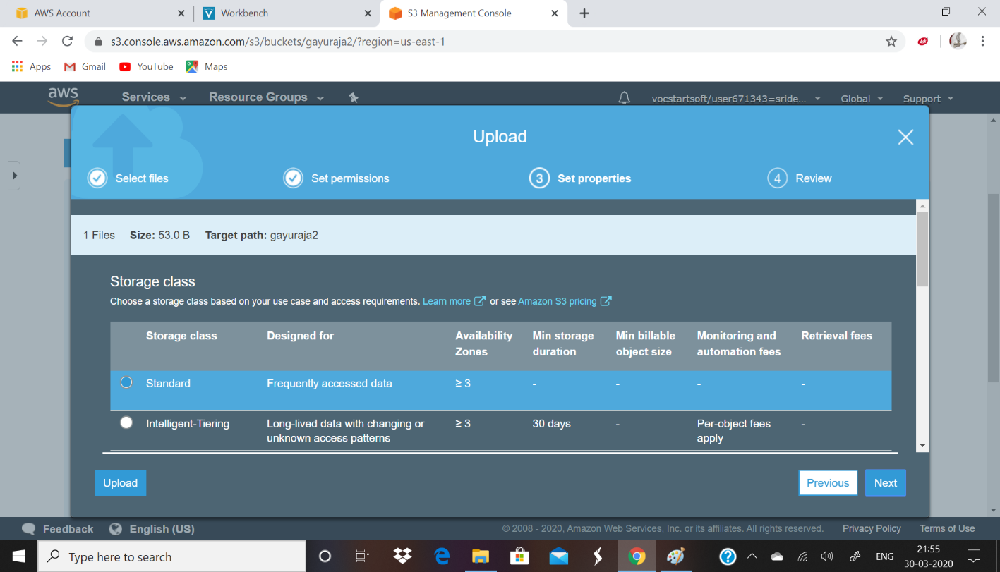 AWS Account
Workbench
S3 Management Console
s3.console.aws.amazon.com/s3/buckets/gayuraja2/?region=us-east-1
Apps Gmail YouTube Maps
aws Services Resource Groups vocstartsoft/user671343=sride... Global Support
Upload
Select files Set permissions 3 Set properties 4 Review
1 Files Size: 53.0 B Target path: gayuraja2
Storage class
Choose a storage class based on your use case and access requirements. Learn more or see Amazon S3 pricing
Storage class Designed for Availability Zones Min storage duration Min billable object size Monitoring and automation fees Retrieval fees
Standard Frequently accessed data ≥ 3 - - - -
Intelligent-Tiering Long-lived data with changing or unknown access patterns ≥ 3 30 days - Per-object fees apply -
Upload Previous Next
Feedback English (US) © 2008 - 2020, Amazon Web Services, Inc. or its affiliates. All rights reserved. Privacy Policy Terms of Use
Type here to search ENG 21:55
30-03-2020